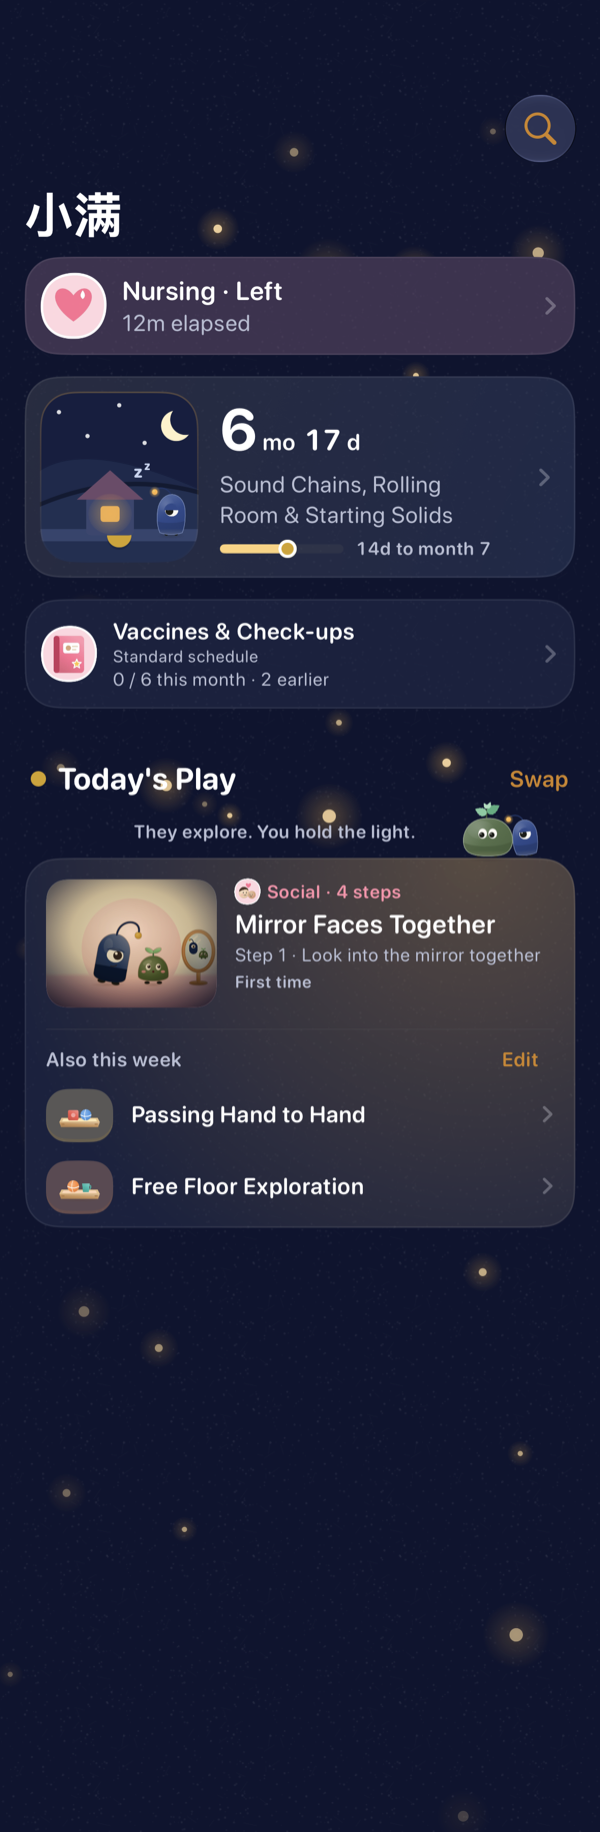 小满
Nursing · Left
12m elapsed
z z
6 mo 17 d
Sound Chains, Rolling
Room & Starting Solids
14d to month 7
Vaccines & Check-ups
Standard schedule
0 / 6 this month · 2 earlier
Today's Play
Swap
They explore. You hold the light.
Social · 4 steps
Mirror Faces Together
Step 1 · Look into the mirror together
First time
Also this week
Edit
Passing Hand to Hand
Free Floor Exploration